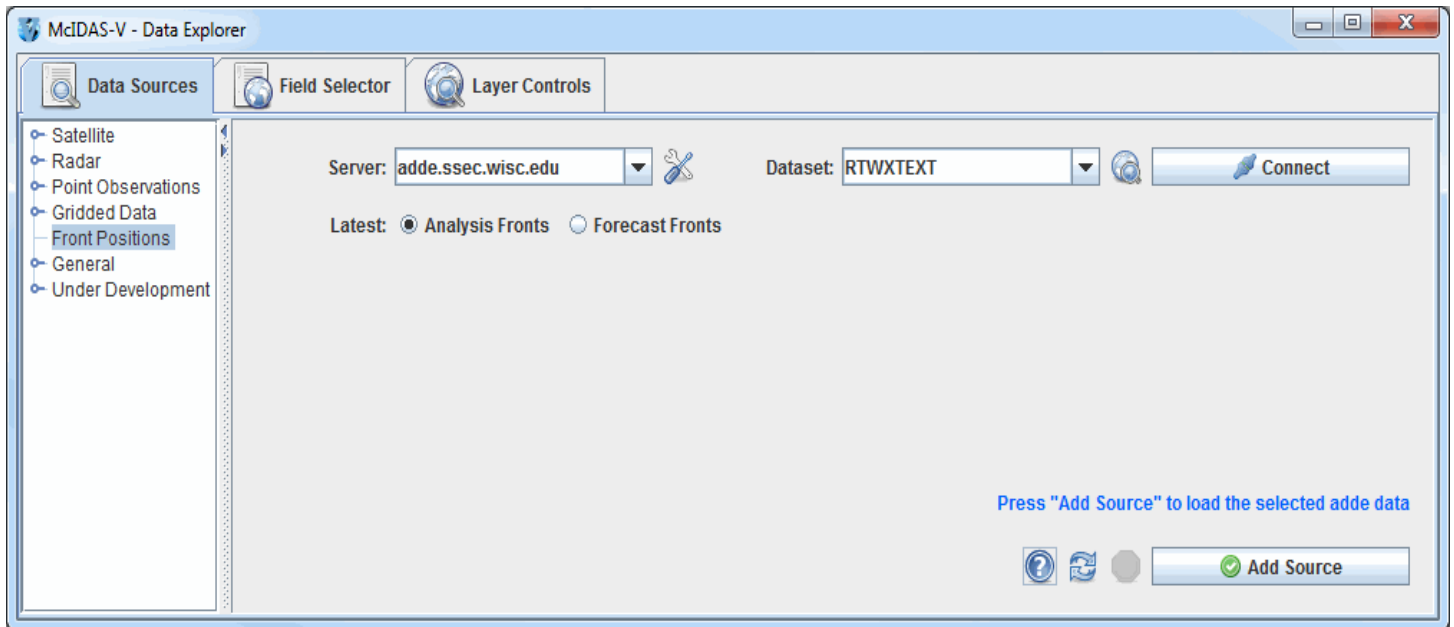 McIDAS-V - Data Explorer
Data Sources
Field Selector
Layer Controls
Satellite
Radar
Point Observations
Gridded Data
Front Positions
General
Under Development
Server: adde.ssec.wisc.edu
Dataset: RTWXTEXT
Connect
Latest: Analysis Fronts Forecast Fronts
Press "Add Source" to load the selected adde data
Add Source